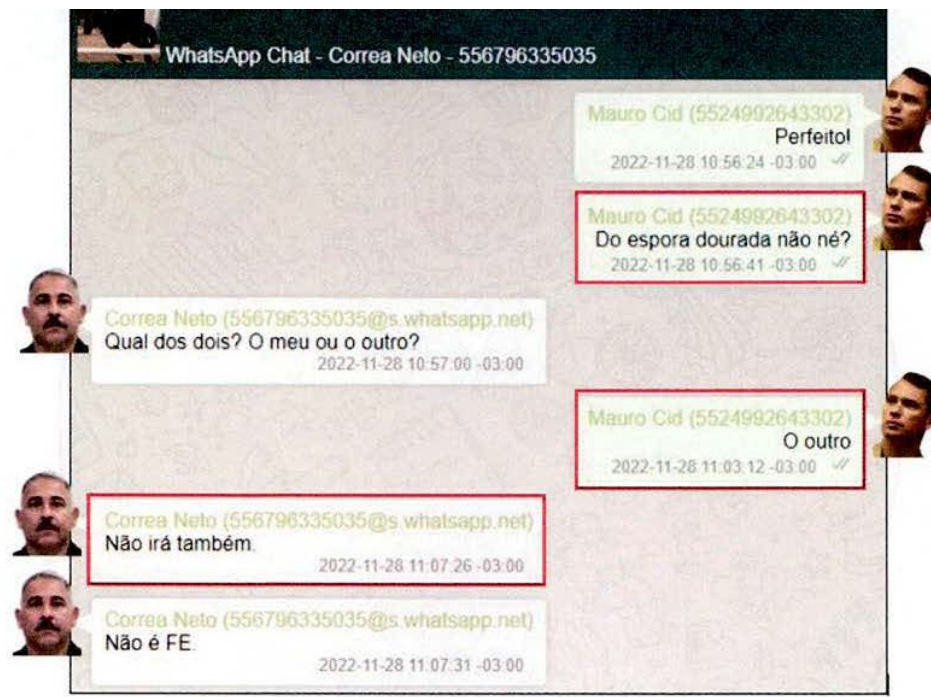 WhatsApp Chat - Correa Neto - 556796335035
Mauro Cid (5524992643302)
Perfeito!
2022-11-28 10:56:24 -03:00
Mauro Cid (5524992643302)
Do espora dourada não né?
2022-11-28 10:56:41 -03:00
Correa Neto (556796335035@s.whatsapp.net)
Qual dos dois? O meu ou o outro?
2022-11-28 10:57:00 -03:00
Mauro Cid (5524992643302)
O outro
2022-11-28 11:03:12 -03:00
Correa Neto (556796335035@s.whatsapp.net)
Não irá também.
2022-11-28 11:07:26 -03:00
Correa Neto (556796335035@s.whatsapp.net)
Não é FE.
2022-11-28 11:07:31 -03:00